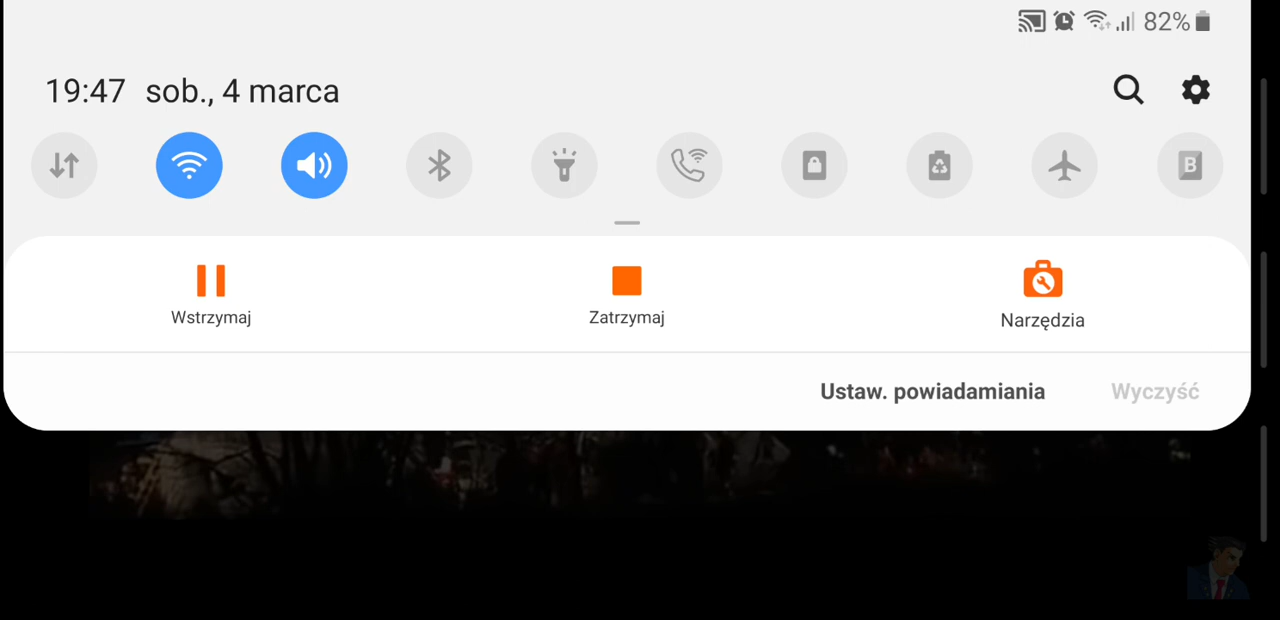 82%
19:47 sob., 4 marca
B
Wstrzymaj
Zatrzymaj
Narzędzia
Ustaw. powiadamiania
Wyczyść